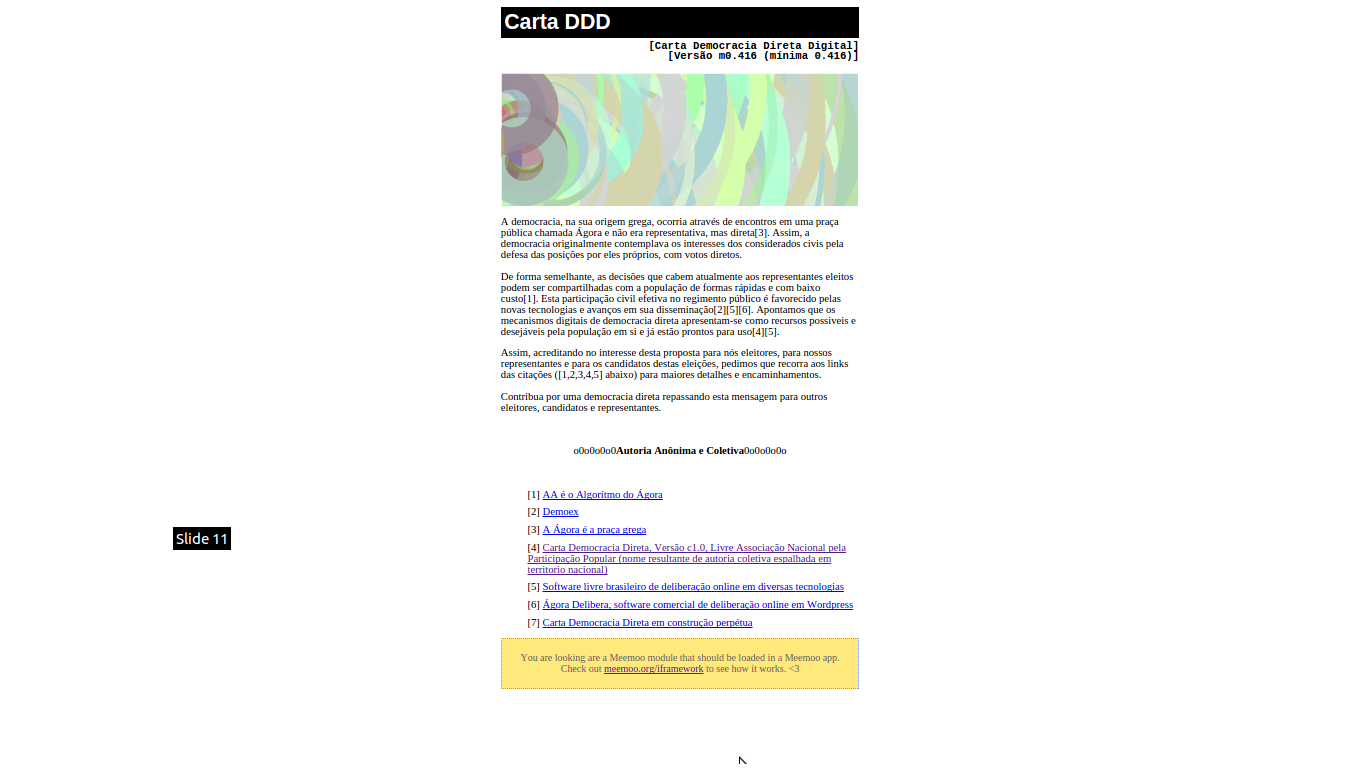 Carta DDD
[Carta Democracia Direta Digital]
[Versão m0.416 (mínima 0.416)]
A democracia, na sua origem grega, ocorria através de encontros em uma praça
pública chamada Ágora e não era representativa, mas direta[3]. Assim, a
democracia originalmente contemplava os interesses dos considerados civis pela
defesa das posições por eles próprios, com votos diretos.
De forma semelhante, as decisões que cabem atualmente aos representantes eleitos
podem ser compartilhadas com a população de formas rápidas e com baixo
custo[1]. Esta participação civil efetiva no regimento público é favorecido pelas
novas tecnologias e avanços em sua disseminação[2][5][6]. Apontamos que os
mecanismos digitais de democracia direta apresentam-se como recursos possiveis e
desejáveis pela população em si e já estão prontos para uso[4][5].
Assim, acreditando no interesse desta proposta para nós eleitores, para nossos
representantes e para os candidatos destas eleições, pedimos que recorra aos links
das citações ([1,2,3,4,5] abaixo) para maiores detalhes e encaminhamentos.
Contribua por uma democracia direta repassando esta mensagem para outros
eleitores, candidatos e representantes.
o0o0o0o0Autoria Anônima e Coletiva0o0o0o0o
[1] AA é o Algorítmo do Ágora
[2] Demoex
[3] A Ágora é a praça grega
Slide 11
[4] Carta Democracia Direta, Versão c1.0, Livre Associação Nacional pela
Participação Popular (nome resultante de autoria coletiva espalhada em
territorio nacional)
[5] Software livre brasileiro de deliberação online em diversas tecnologias
[6] Ágora Delibera, software comercial de deliberação online em Wordpress
[7] Carta Democracia Direta em construção perpétua
You are looking are a Meemoo module that should be loaded in a Meemoo app.
Check out meemoo.org/iframework to see how it works. <3